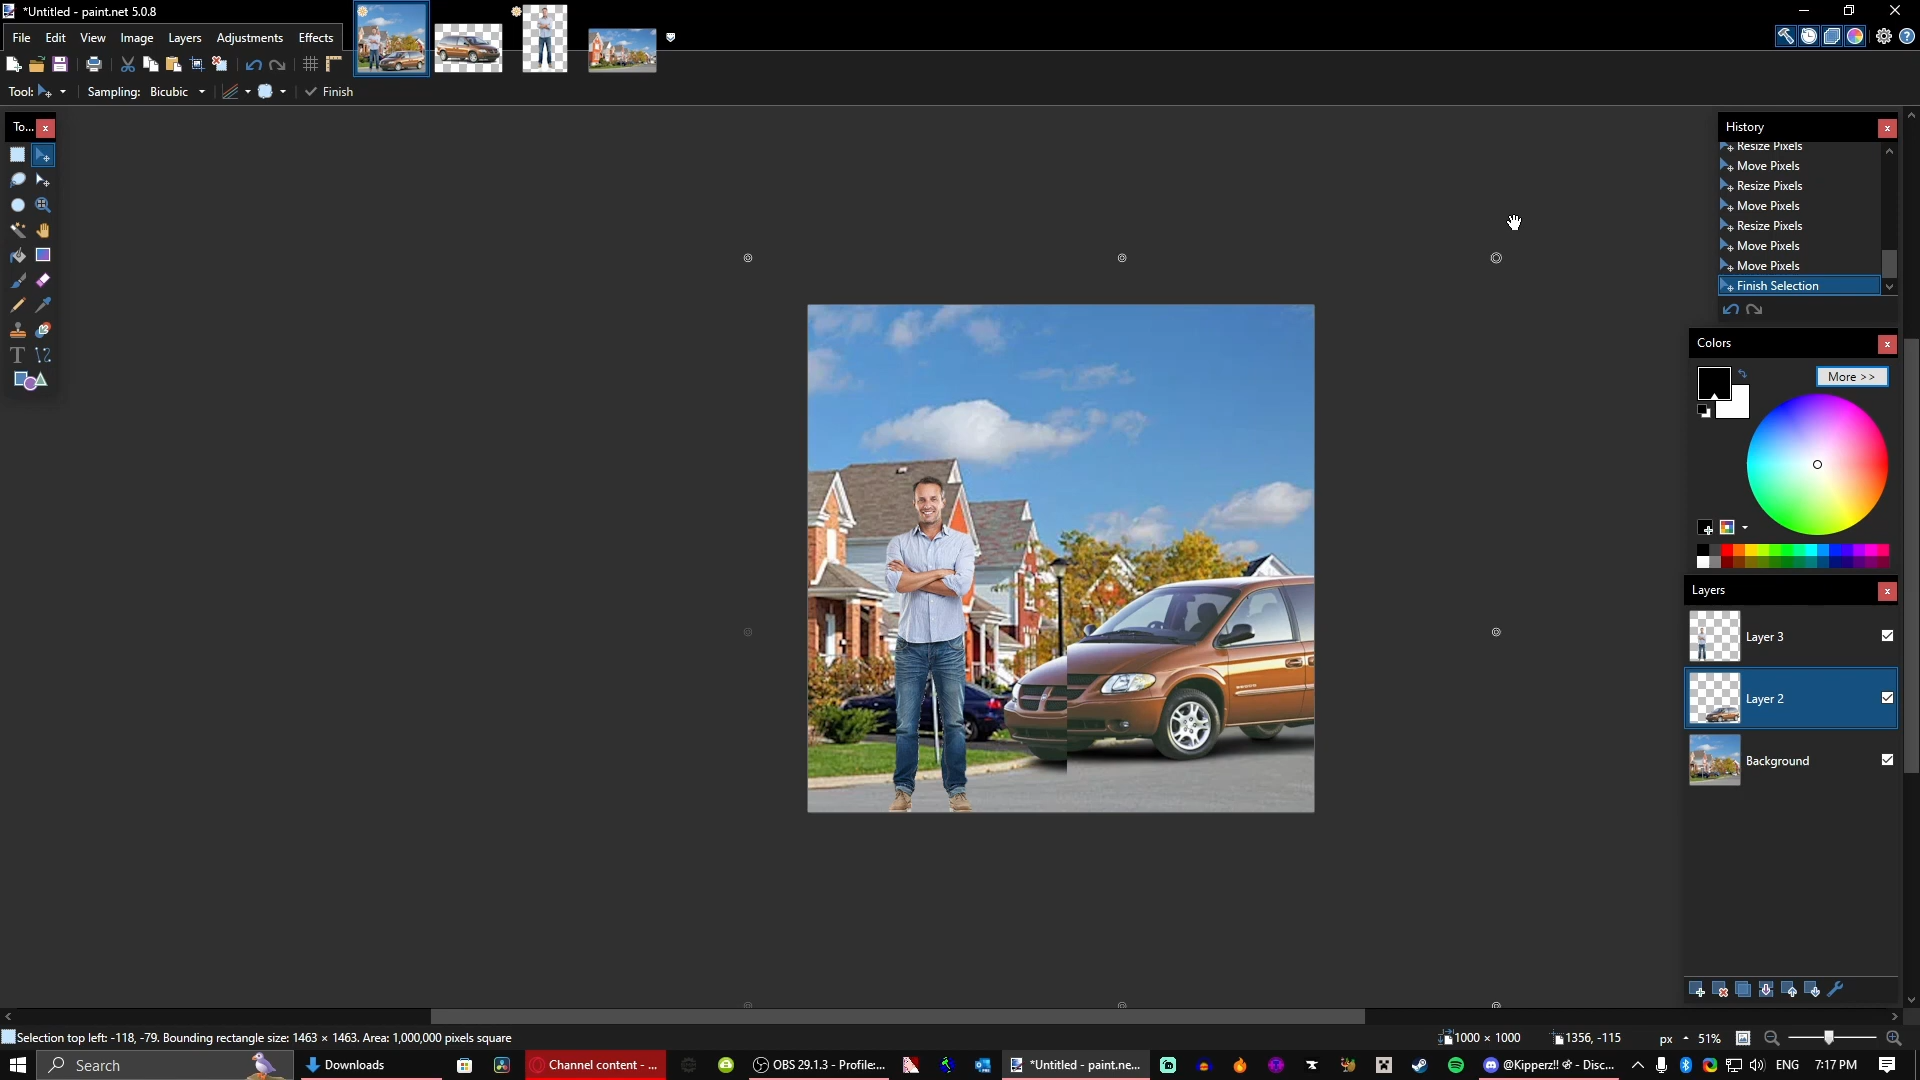 *Untitled - paint.net 5.0.8
File Edit View Image Layers Adjustments Effects
Tool: Sampling: Bicubic Finish
To...
History
Resize Pixels
Move Pixels
Resize Pixels
Move Pixels
Resize Pixels
Move Pixels
Move Pixels
Finish Selection
Colors
More >>
Layers
Layer 3
Layer 2
Background
Selection top left: -118, -79. Bounding rectangle size: 1463 × 1463. Area: 1,000,000 pixels square
1000 × 1000
1356, -115
px
51%
Search
Downloads
Channel content - ...
OBS 29.1.3 - Profile:...
*Untitled - paint.ne...
@Kipperz!! - Disc...
ENG
7:17 PM